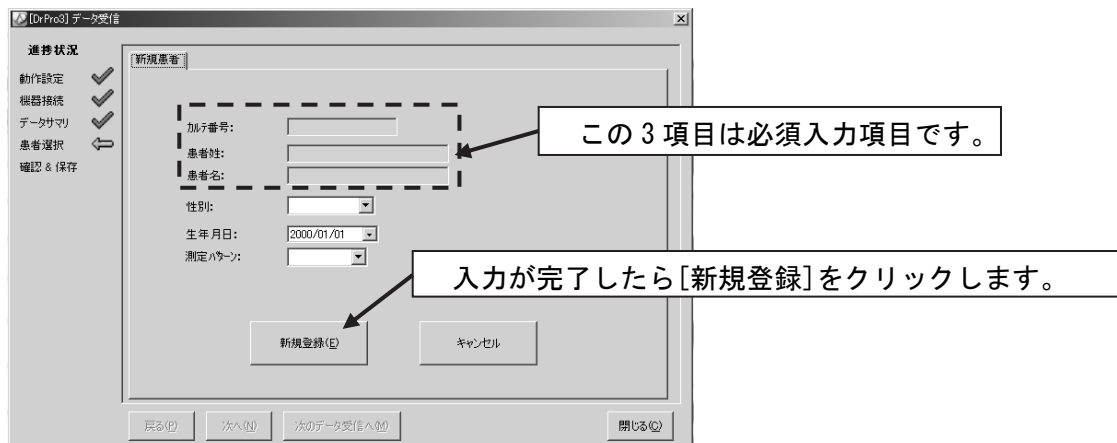 [DrPro3] データ受信
進捗状況
動作設定
機器接続
データサマリ
患者選択
確認 & 保存
新規患者
ｶﾙﾃ番号:
患者姓:
患者名:
性別:
生年月日:
2000/01/01
測定ﾊﾟﾀｰﾝ:
新規登録(E)
キャンセル
戻る(P)
次へ(N)
次のデータ受信へ(M)
閉じる(C)
この 3 項目は必須入力項目です。
入力が完了したら[新規登録]をクリックします。